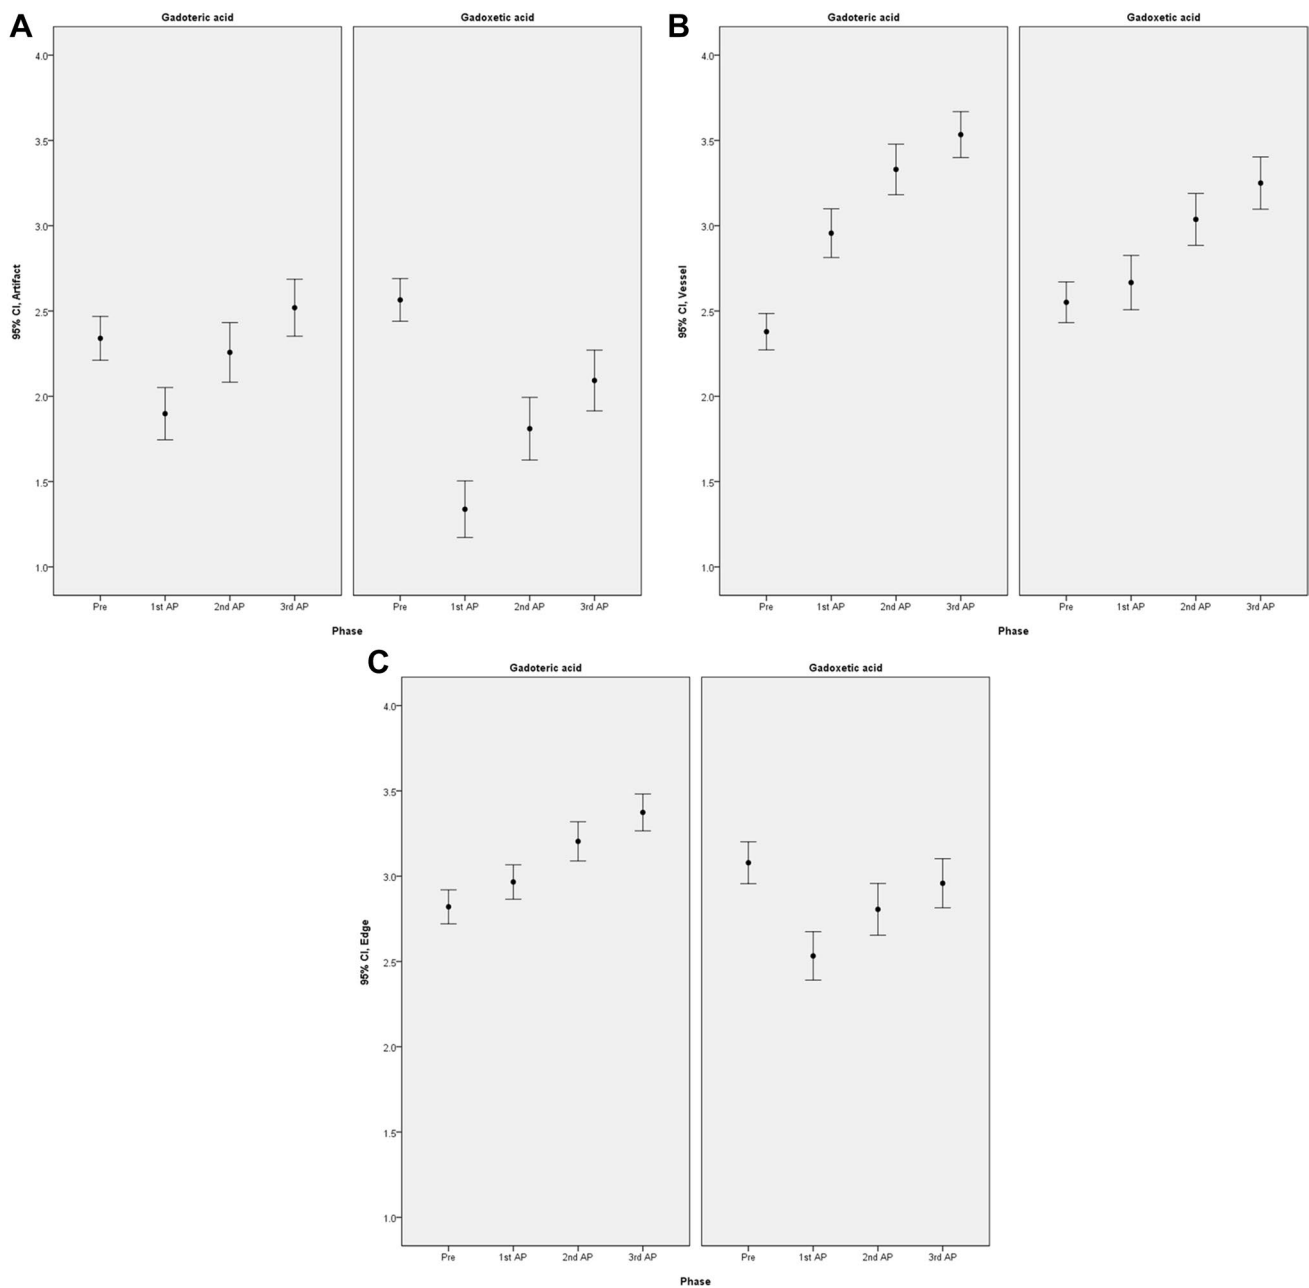 A
Gadoteric acid
Gadoxetic acid
95% CI, Artifact
4.0
3.5
3.0
2.5
2.0
1.5
1.0
Pre
1st AP
2nd AP
3rd AP
Pre
1st AP
2nd AP
3rd AP
Phase
B
Gadoteric acid
Gadoxetic acid
95% CI, Vessel
4.0
3.5
3.0
2.5
2.0
1.5
1.0
Pre
1st AP
2nd AP
3rd AP
Pre
1st AP
2nd AP
3rd AP
Phase
C
Gadoteric acid
Gadoxetic acid
95% CI, Edge
4.0
3.5
3.0
2.5
2.0
1.5
1.0
Pre
1st AP
2nd AP
3rd AP
Pre
1st AP
2nd AP
3rd AP
Phase